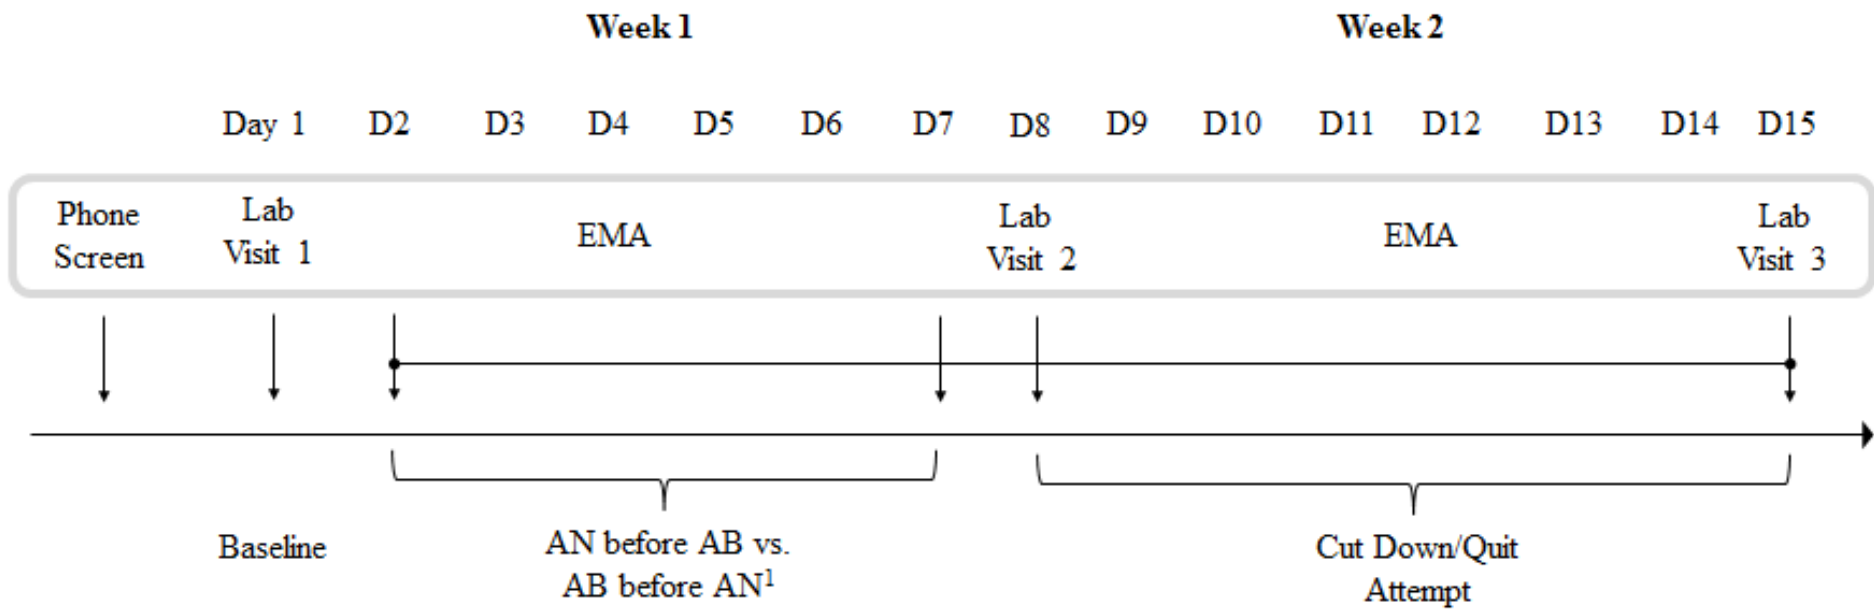 Week 1 Week 2
Day 1 D2 D3 D4 D5 D6 D7 D8 D9 D10 D11 D12 D13 D14 D15
Phone
Screen
Lab
Visit 1
EMA
Lab
Visit 2
EMA
Lab
Visit 3
Baseline
AN before AB vs.
AB before AN¹
Cut Down/Quit
Attempt